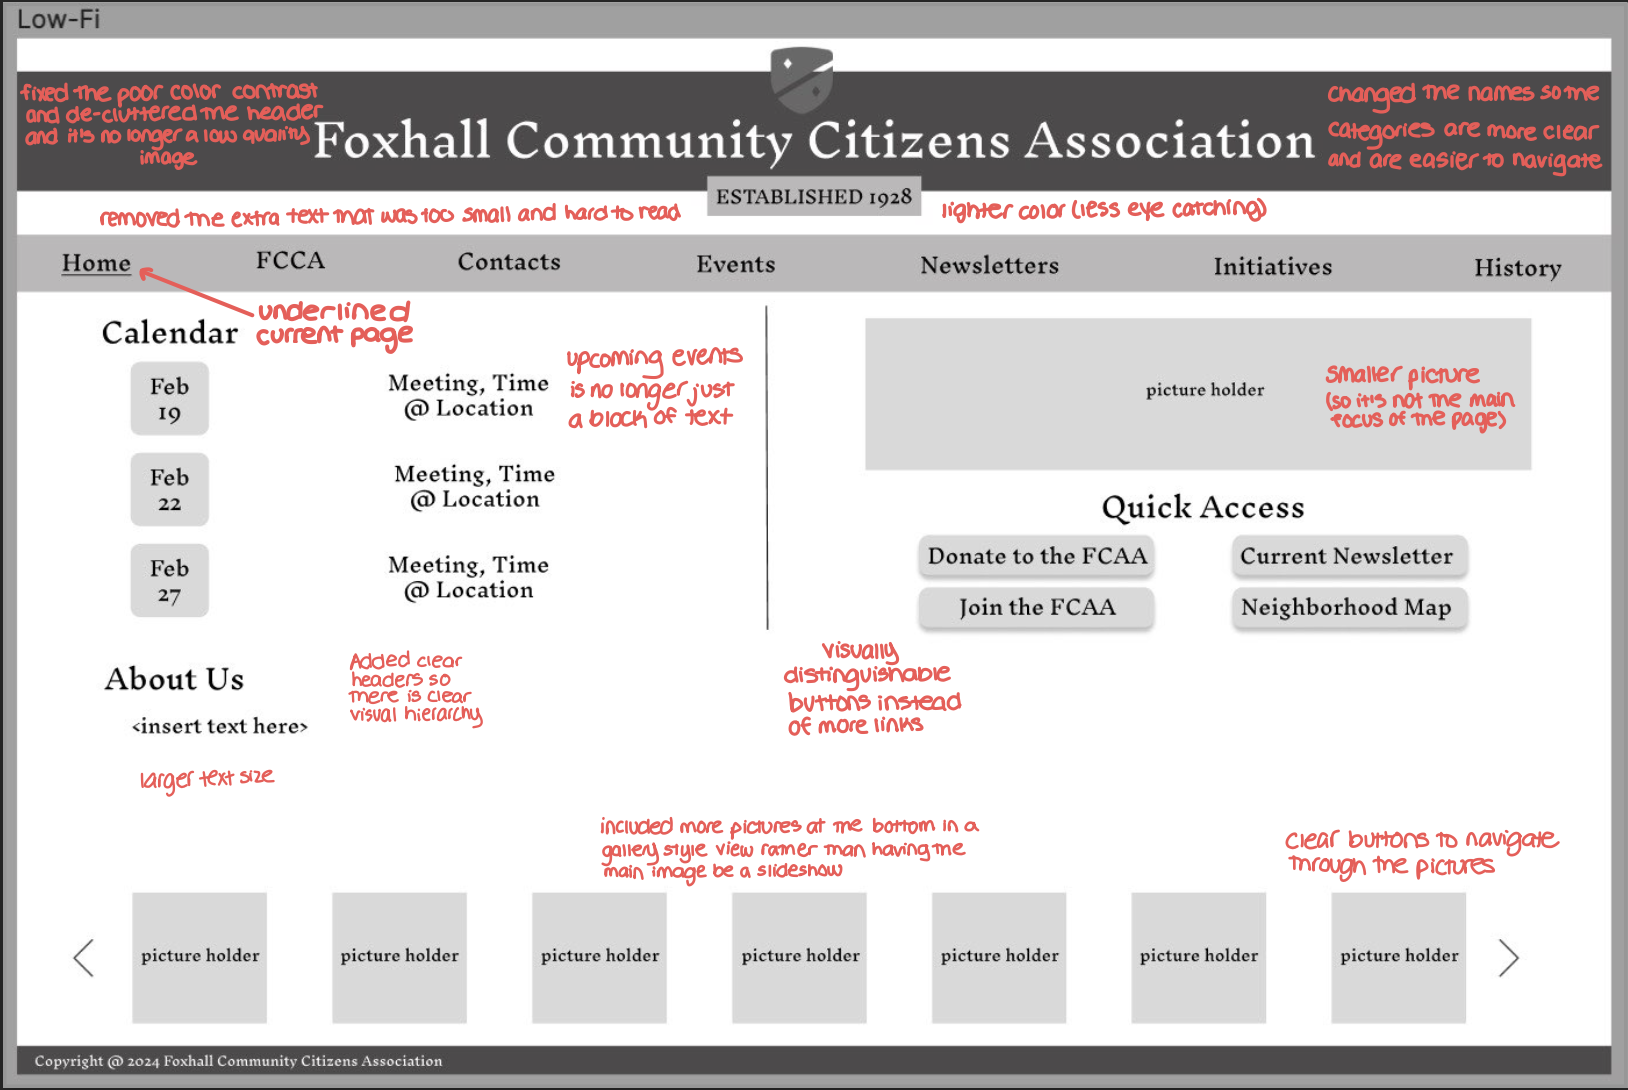 Low-Fi
fixed the poor color contrast
and de-cluttered the header
and it's no longer a low quality
image
Foxhall Community Citizens Association
changed the names so the
categories are more clear
and are easier to navigate
ESTABLISHED 1928
removed the extra text that was too small and hard to read
lighter color (less eye catching)
Home
FCCA
Contacts
Events
Newsletters
Initiatives
History
underlined
current page
Calendar
Feb
19
Meeting, Time
@ Location
upcoming events
is no longer just
a block of text
Feb
22
Meeting, Time
@ Location
Feb
27
Meeting, Time
@ Location
picture holder
smaller picture
(so it's not the main
focus of the page)
Quick Access
Donate to the FCAA
Current Newsletter
Join the FCAA
Neighborhood Map
visually
distinguishable
buttons instead
of more links
About Us
<insert text here>
Added clear
headers so
there is clear
visual hierarchy
larger text size
included more pictures at the bottom in a
gallery style view rather than having the
main image be a slideshow
clear buttons to navigate
through the pictures
picture holder
picture holder
picture holder
picture holder
picture holder
picture holder
picture holder
Copyright @ 2024 Foxhall Community Citizens Association